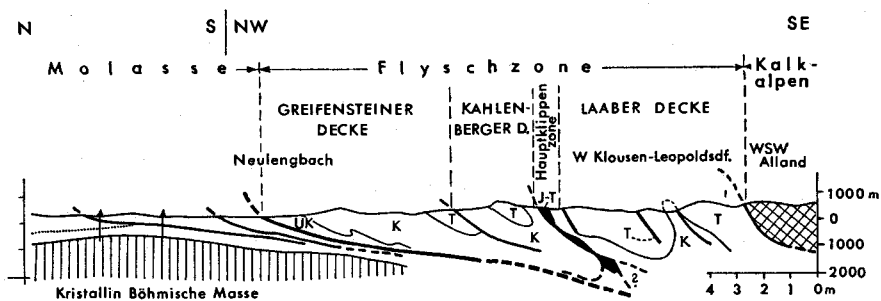 N S NW SE
Molasse Flyschzone Kalk-
alpen
GREIFENSTEINER
DECKE
KAHLEN-
BERGER D.
Hauptklippen
zone
LAABER DECKE
Neulengbach
W Klausen-Leopoldsdf.
WSW
Alland
J-T
UK K T T K T K T
?
1000 m
0
1000
2000
4 3 2 1 0m
Kristallin Böhmische Masse